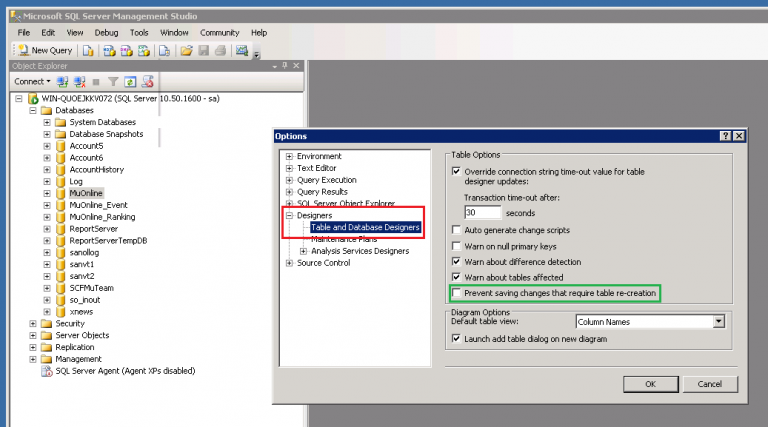 Microsoft SQL Server Management Studio
File Edit View Debug Tools Window Community Help
New Query
Object Explorer
Connect
WIN-QUOEJKKV072 (SQL Server 10.50.1600 - sa)
Databases
System Databases
Database Snapshots
Account5
Account6
AccountHistory
Log
MuOnline
MuOnline_Event
MuOnline_Ranking
ReportServer
ReportServerTempDB
sanollog
sanvt1
sanvt2
SCFMuTeam
so_inout
xnews
Security
Server Objects
Replication
Management
SQL Server Agent (Agent XPs disabled)
Options
Environment
Text Editor
Query Execution
Query Results
SQL Server Object Explorer
Designers
Table and Database Designers
Maintenance Plans
Analysis Services Designers
Source Control
Table Options
Override connection string time-out value for table
designer updates:
Transaction time-out after:
30 seconds
Auto generate change scripts
Warn on null primary keys
Warn about difference detection
Warn about tables affected
Prevent saving changes that require table re-creation
Diagram Options
Default table view: Column Names
Launch add table dialog on new diagram
OK Cancel